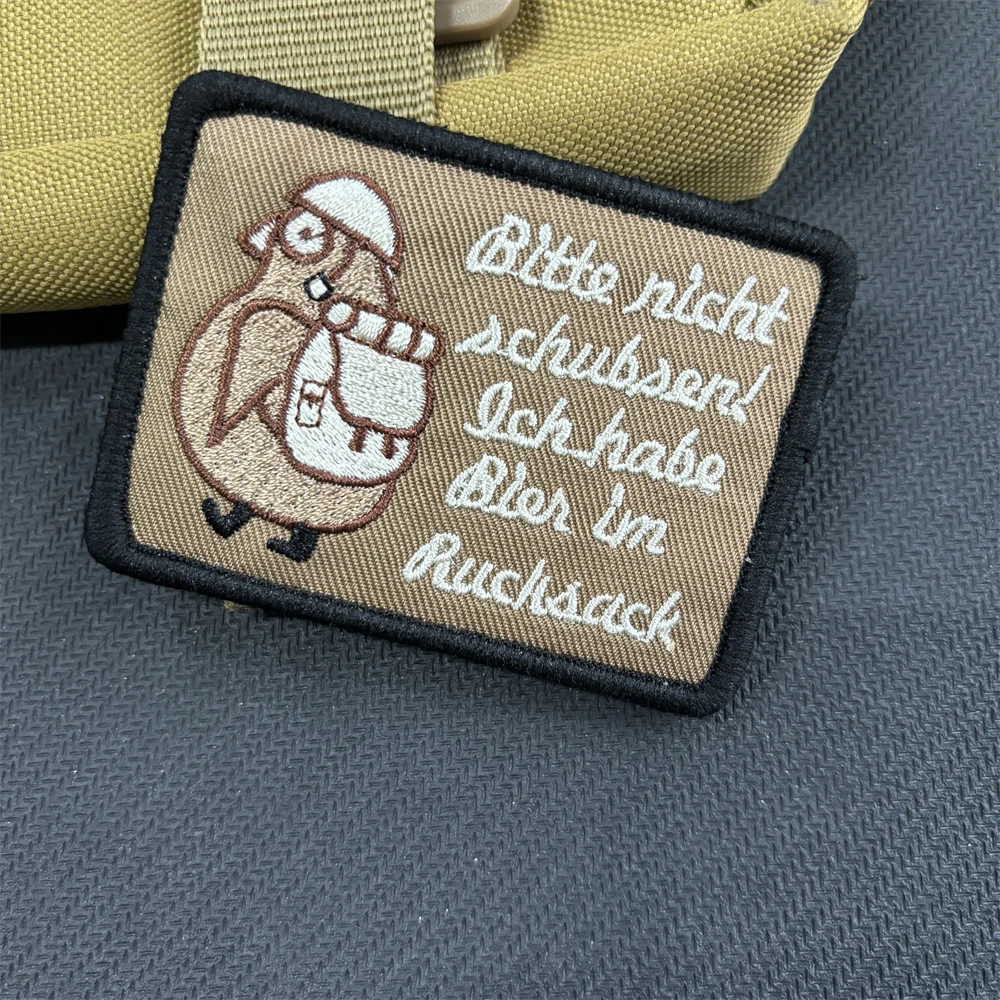 Bitte nicht
schubsen!
Ich habe
Bier im
Rucksack